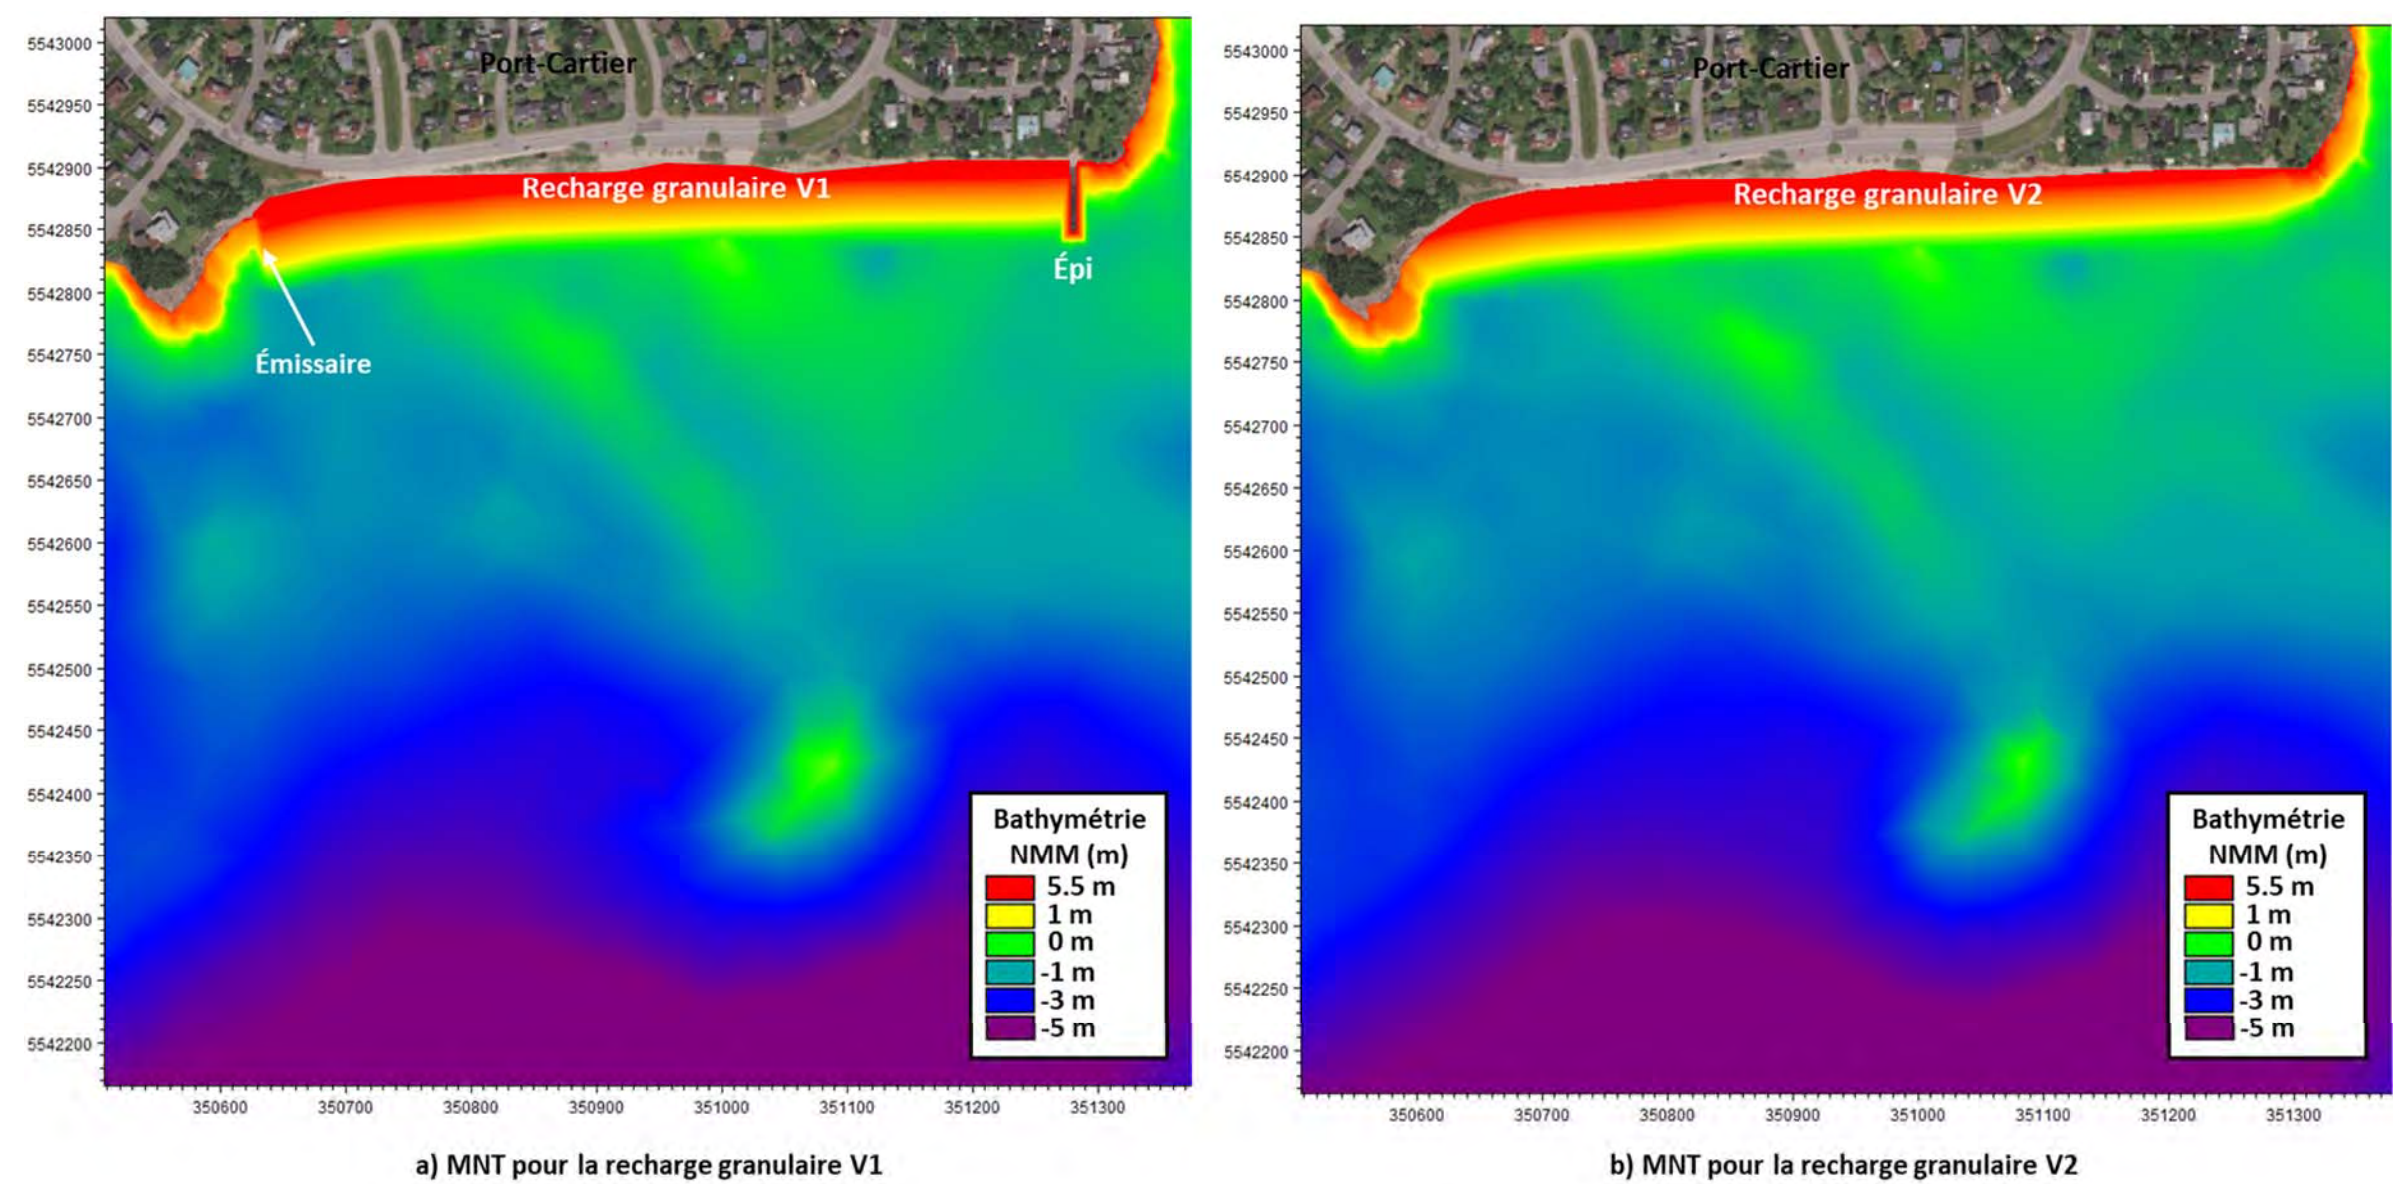 5543000
5542950
5542900
5542850
5542800
5542750
5542700
5542650
5542600
5542550
5542500
5542450
5542400
5542350
5542300
5542250
5542200
Port-Cartier
Recharge granulaire V1
Épi
Émissaire
Bathymétrie
NMM (m)
5.5 m
1 m
0 m
-1 m
-3 m
-5 m
350600 350700 350800 350900 351000 351100 351200 351300
a) MNT pour la recharge granulaire V1
5543000
5542950
5542900
5542850
5542800
5542750
5542700
5542650
5542600
5542550
5542500
5542450
5542400
5542350
5542300
5542250
5542200
Port-Cartier
Recharge granulaire V2
Bathymétrie
NMM (m)
5.5 m
1 m
0 m
-1 m
-3 m
-5 m
350600 350700 350800 350900 351000 351100 351200 351300
b) MNT pour la recharge granulaire V2